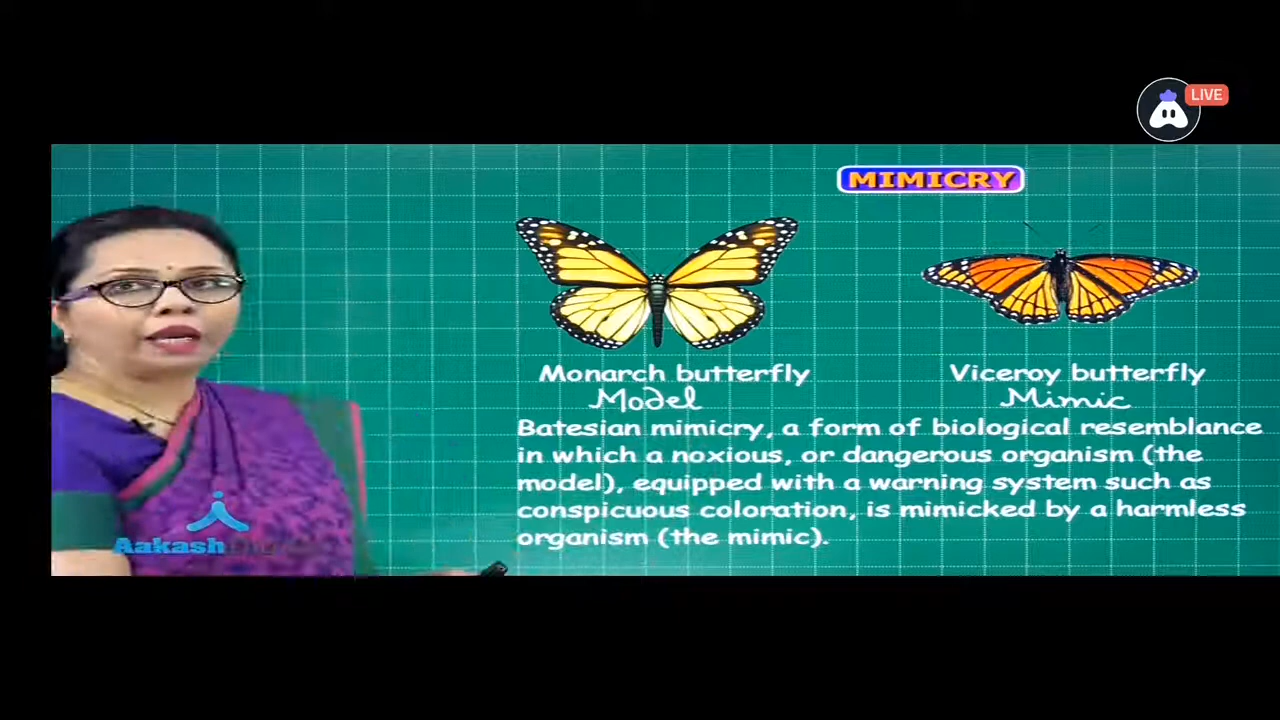 LIVE
MIMICRY
Monarch butterfly
Viceroy butterfly
Model
Mimic
Batesian mimicry, a form of biological resemblance
in which a noxious, or dangerous organism (the
model), equipped with a warning system such as
conspicuous coloration, is mimicked by a harmless
organism (the mimic).
Aakash